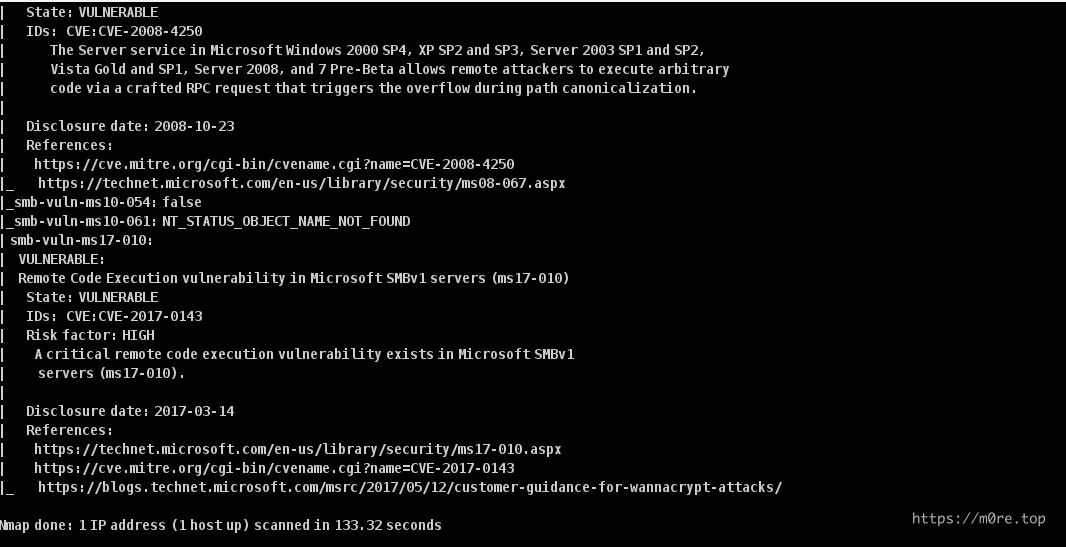 |   State: VULNERABLE
|   IDs:  CVE:CVE-2008-4250
|      The Server service in Microsoft Windows 2000 SP4, XP SP2 and SP3, Server 2003 SP1 and SP2,
|      Vista Gold and SP1, Server 2008, and 7 Pre-Beta allows remote attackers to execute arbitrary
|      code via a crafted RPC request that triggers the overflow during path canonicalization.
|
|   Disclosure date: 2008-10-23
|   References:
|     https://cve.mitre.org/cgi-bin/cvename.cgi?name=CVE-2008-4250
|_    https://technet.microsoft.com/en-us/library/security/ms08-067.aspx
|_smb-vuln-ms10-054: false
|_smb-vuln-ms10-061: NT_STATUS_OBJECT_NAME_NOT_FOUND
| smb-vuln-ms17-010:
|   VULNERABLE:
|   Remote Code Execution vulnerability in Microsoft SMBv1 servers (ms17-010)
|     State: VULNERABLE
|     IDs:  CVE:CVE-2017-0143
|     Risk factor: HIGH
|       A critical remote code execution vulnerability exists in Microsoft SMBv1
|        servers (ms17-010).
|
|     Disclosure date: 2017-03-14
|     References:
|       https://technet.microsoft.com/en-us/library/security/ms17-010.aspx
|       https://cve.mitre.org/cgi-bin/cvename.cgi?name=CVE-2017-0143
|_      https://blogs.technet.microsoft.com/msrc/2017/05/12/customer-guidance-for-wannacrypt-attacks/
Nmap done: 1 IP address (1 host up) scanned in 133.32 seconds
https://m0re.top